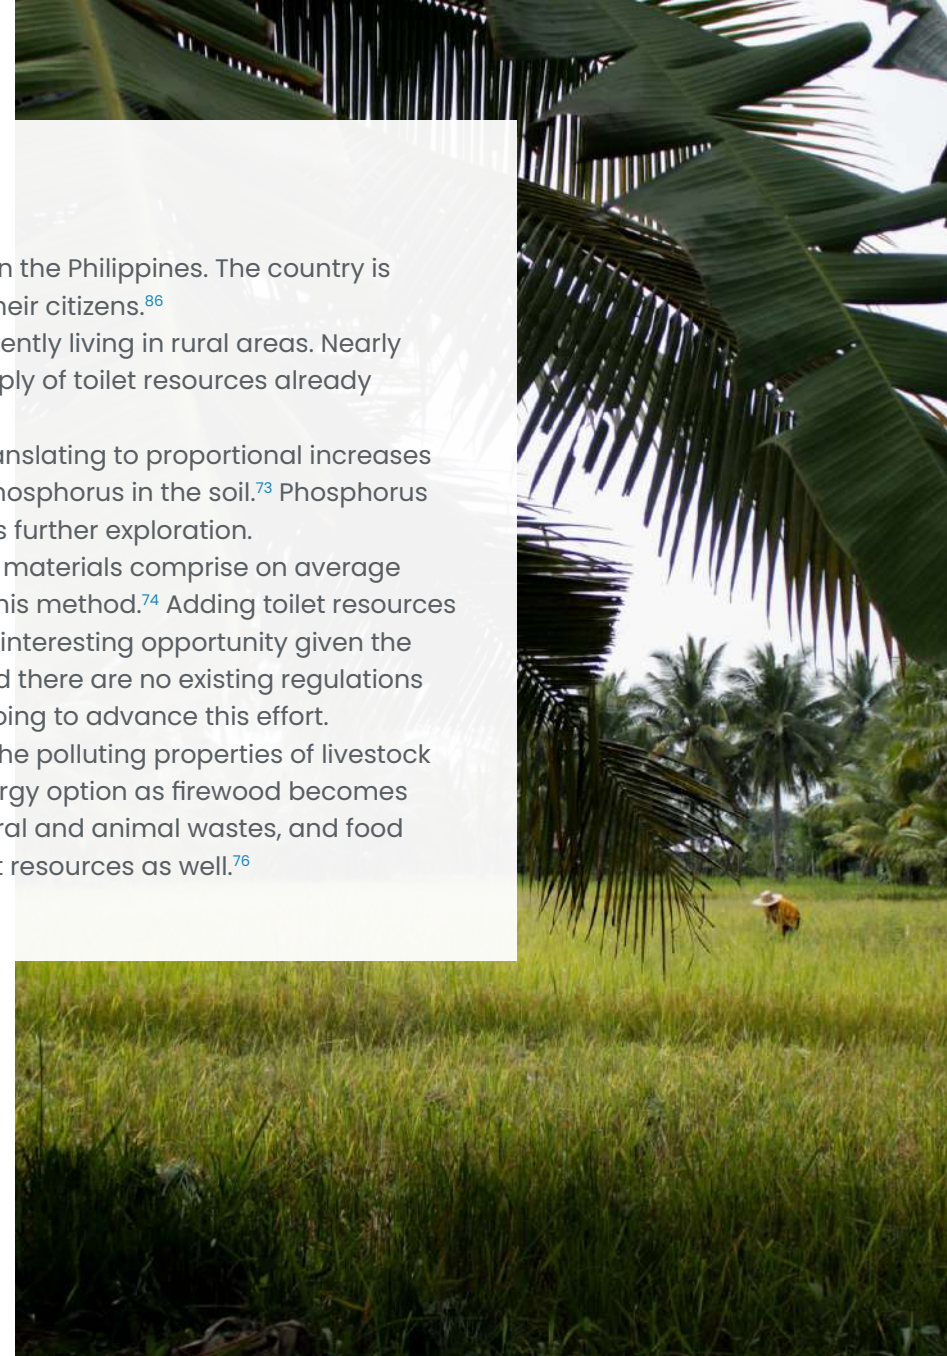 n the Philippines. The country is
heir citizens.86
ently living in rural areas. Nearly
ply of toilet resources already
anslating to proportional increases
hosphorus in the soil.73 Phosphorus
s further exploration.
materials comprise on average
his method.74 Adding toilet resources
interesting opportunity given the
d there are no existing regulations
oing to advance this effort.
he polluting properties of livestock
rgy option as firewood becomes
ral and animal wastes, and food
t resources as well.76